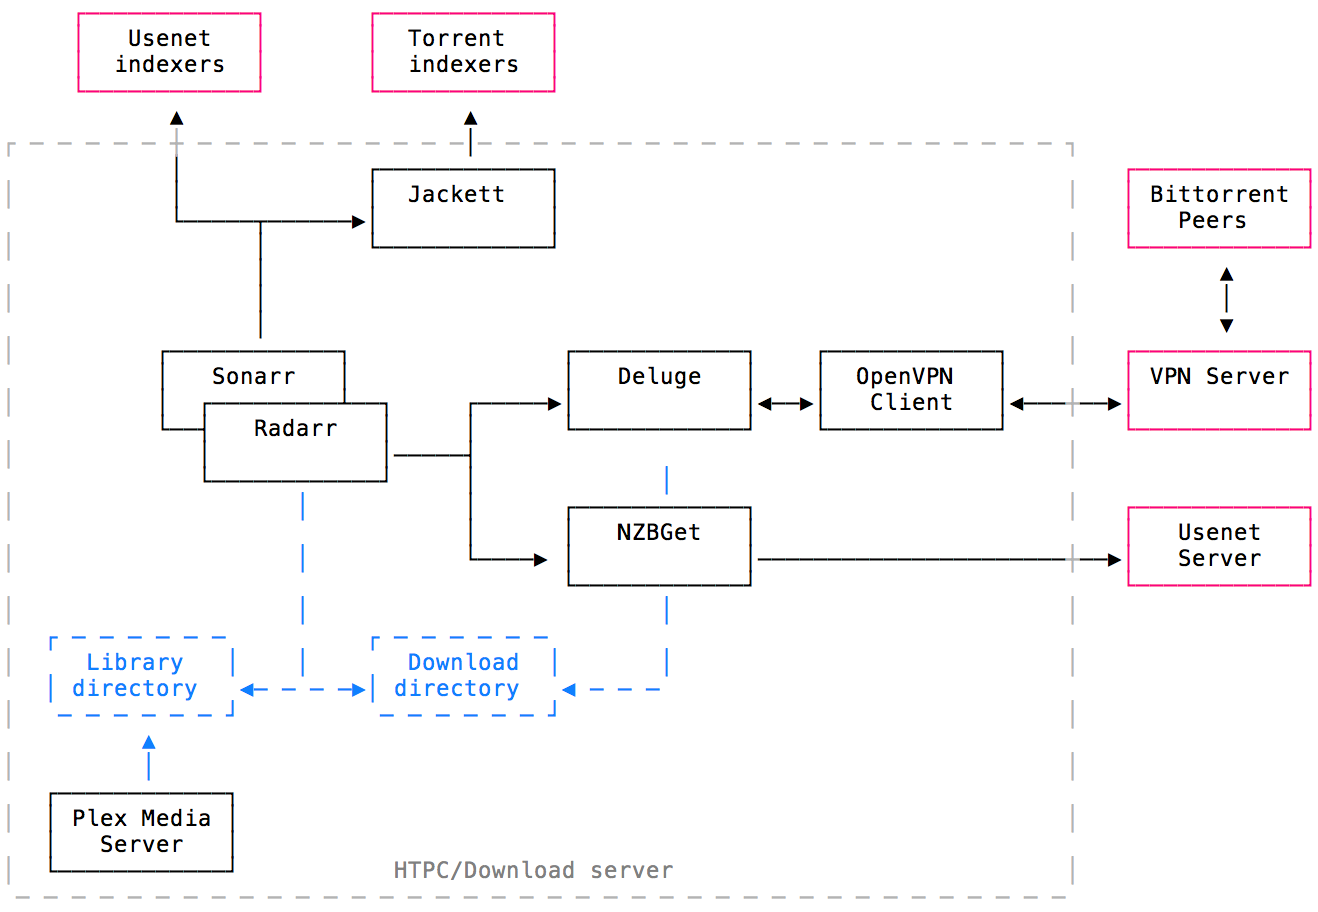 Usenet
indexers
Torrent
indexers
Jackett
Bittorrent
Peers
Sonarr
Radarr
Deluge
OpenVPN
Client
VPN Server
NZBGet
Usenet
Server
Library
directory
Download
directory
Plex Media
Server
HTPC/Download server